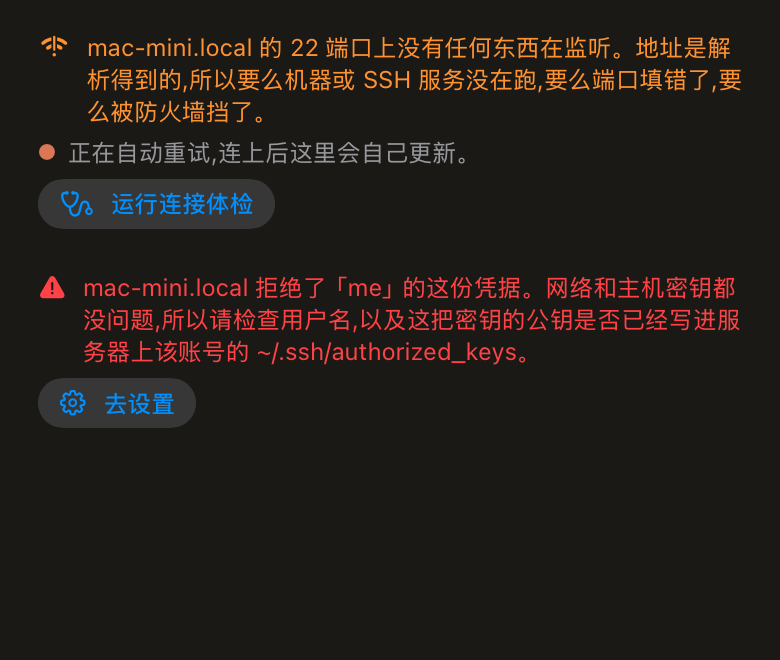 mac-mini.local 的 22 端口上没有任何东西在监听。地址是解
析得到的,所以要么机器或 SSH 服务没在跑,要么端口填错了,要
么被防火墙挡了。
正在自动重试,连上后这里会自己更新。
运行连接体检
mac-mini.local 拒绝了「me」的这份凭据。网络和主机密钥都
没问题,所以请检查用户名,以及这把密钥的公钥是否已经写进服
务器上该账号的 ~/.ssh/authorized_keys。
去设置